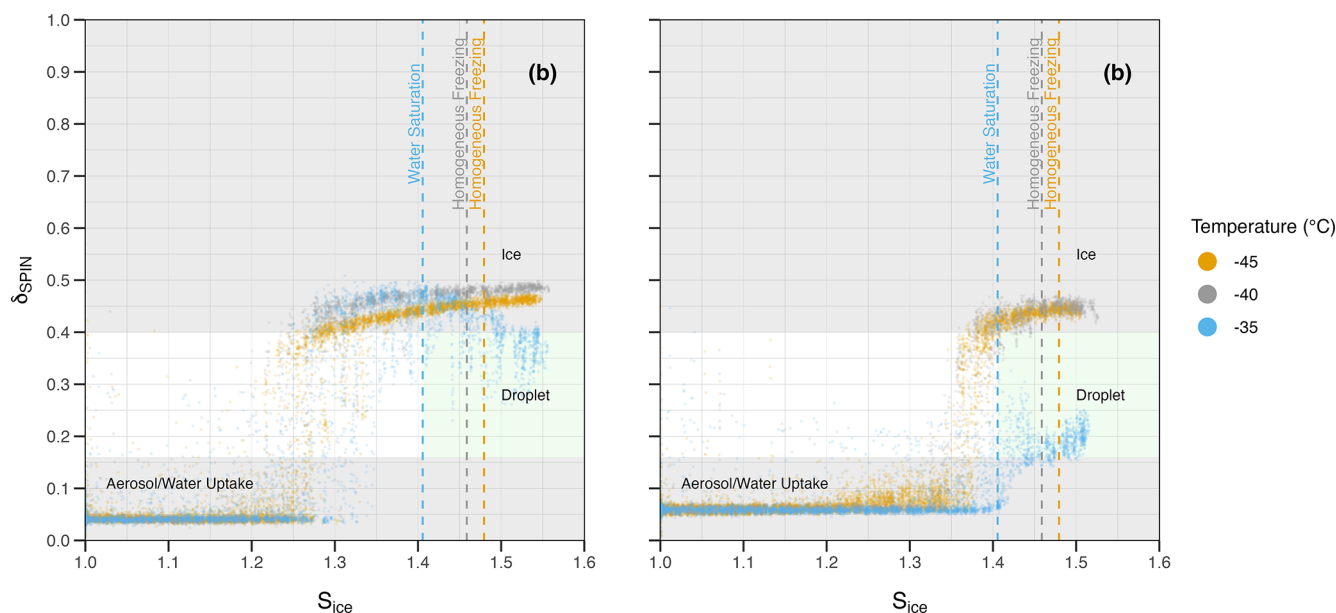 1.0
0.9
0.8
0.7
0.6
0.5
0.4
0.3
0.2
0.1
0.0
δSPIN
(b)
Water Saturation
Homogeneous Freezing
Homogeneous Freezing
Ice
Droplet
Aerosol/Water Uptake
1.0 1.1 1.2 1.3 1.4 1.5 1.6
Sice
(b)
Water Saturation
Homogeneous Freezing
Homogeneous Freezing
Ice
Droplet
Aerosol/Water Uptake
1.0 1.1 1.2 1.3 1.4 1.5 1.6
Sice
Temperature (°C)
-45
-40
-35